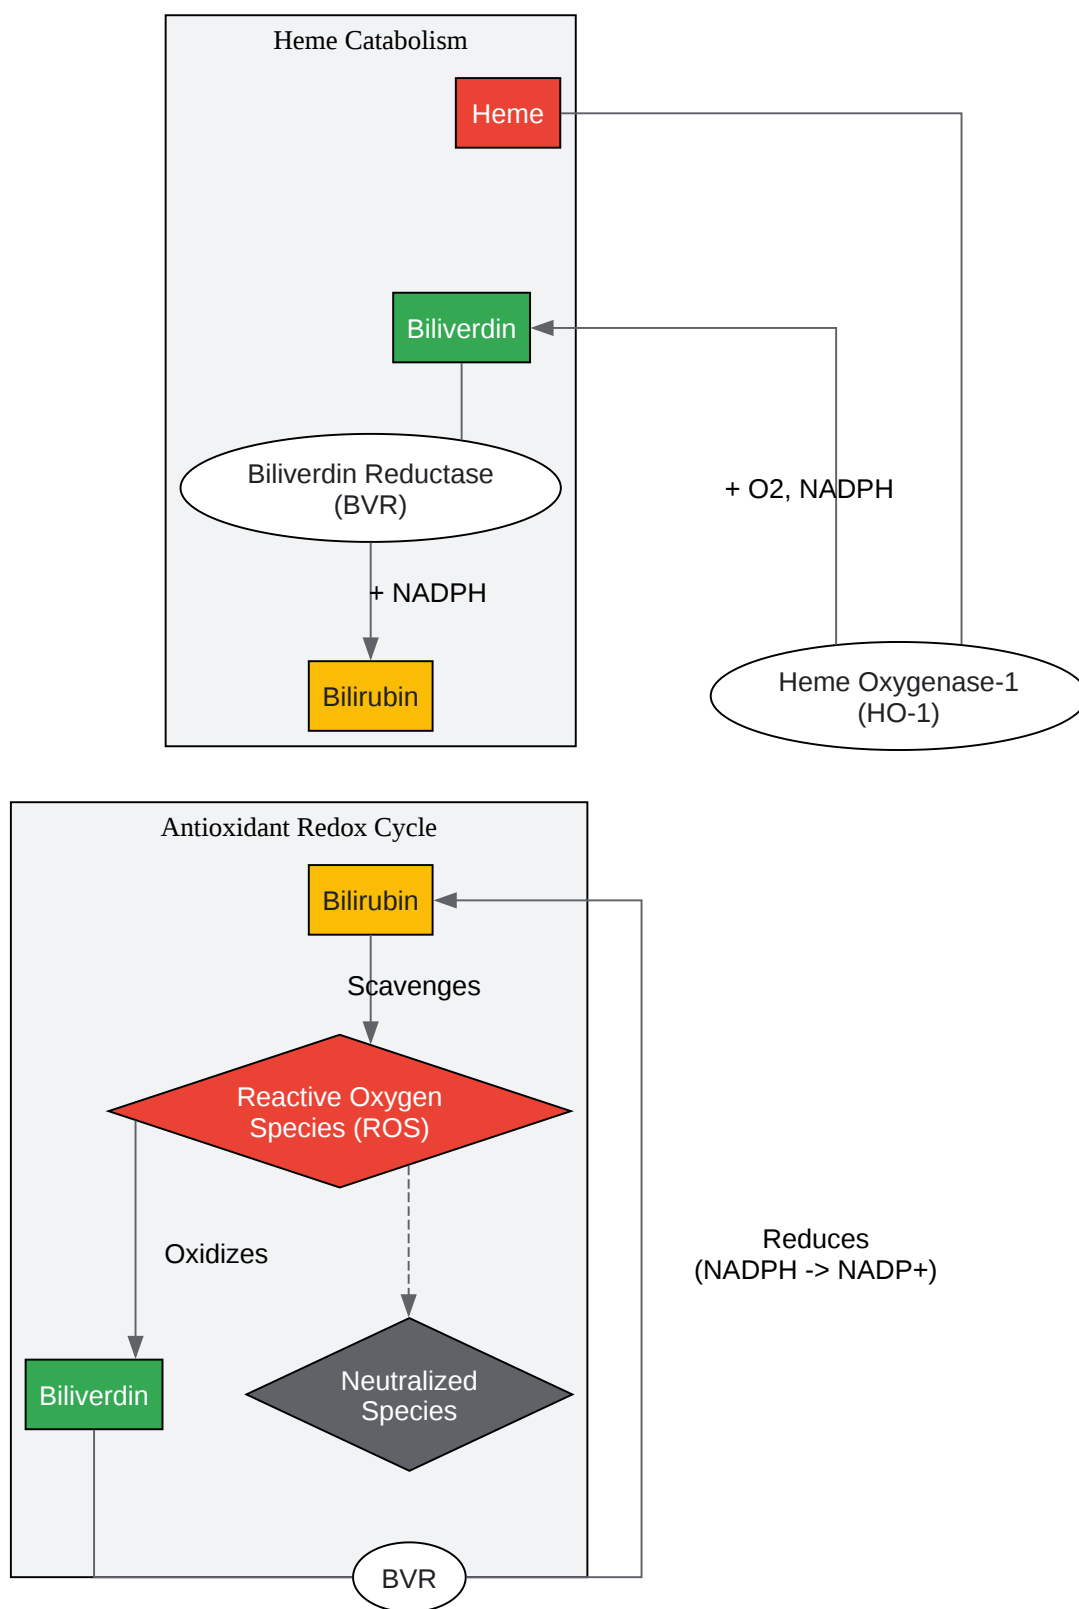 Heme Catabolism
Heme
Biliverdin
Biliverdin Reductase
(BVR)
+ O2, NADPH
+ NADPH
Bilirubin
Heme Oxygenase-1
(HO-1)
Antioxidant Redox Cycle
Bilirubin
Scavenges
Reactive Oxygen
Species (ROS)
Oxidizes
Reduces
(NADPH -> NADP+)
Biliverdin
Neutralized
Species
BVR